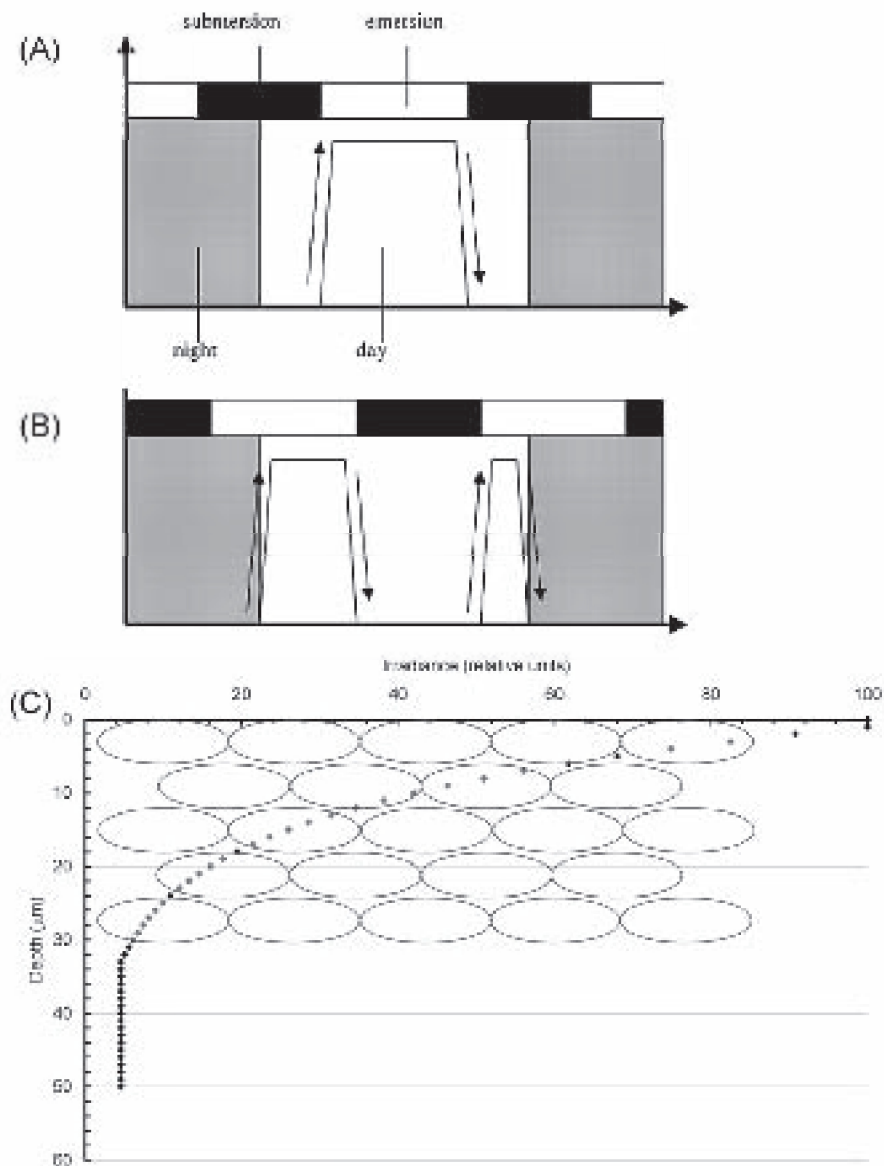 submersion emersion
(A)
night day
(B)
Irradiance (relative units)
(C)
0 20 40 60 80 100
0
10
20
30
40
50
60
Depth (μm)